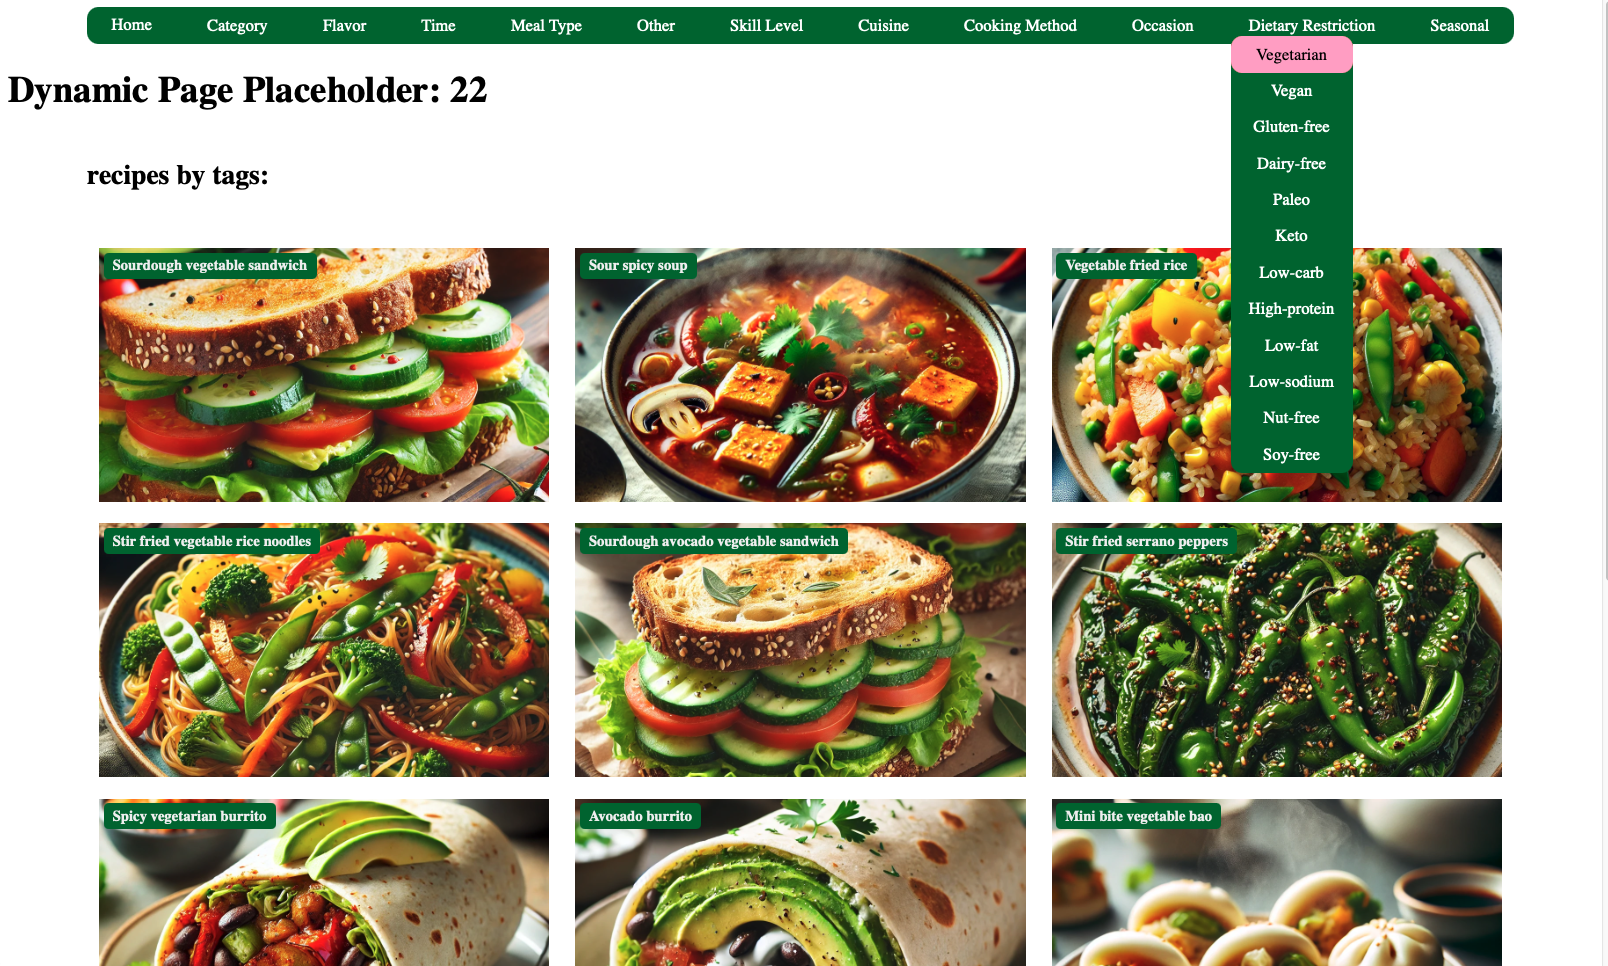 Home Category Flavor Time Meal Type Other Skill Level Cuisine Cooking Method Occasion Dietary Restriction Seasonal
Vegetarian
Vegan
Gluten-free
Dairy-free
Paleo
Keto
Low-carb
High-protein
Low-fat
Low-sodium
Nut-free
Soy-free
Dynamic Page Placeholder: 22
recipes by tags:
Sourdough vegetable sandwich
Sour spicy soup
Vegetable fried rice
Stir fried vegetable rice noodles
Sourdough avocado vegetable sandwich
Stir fried serrano peppers
Spicy vegetarian burrito
Avocado burrito
Mini bite vegetable bao